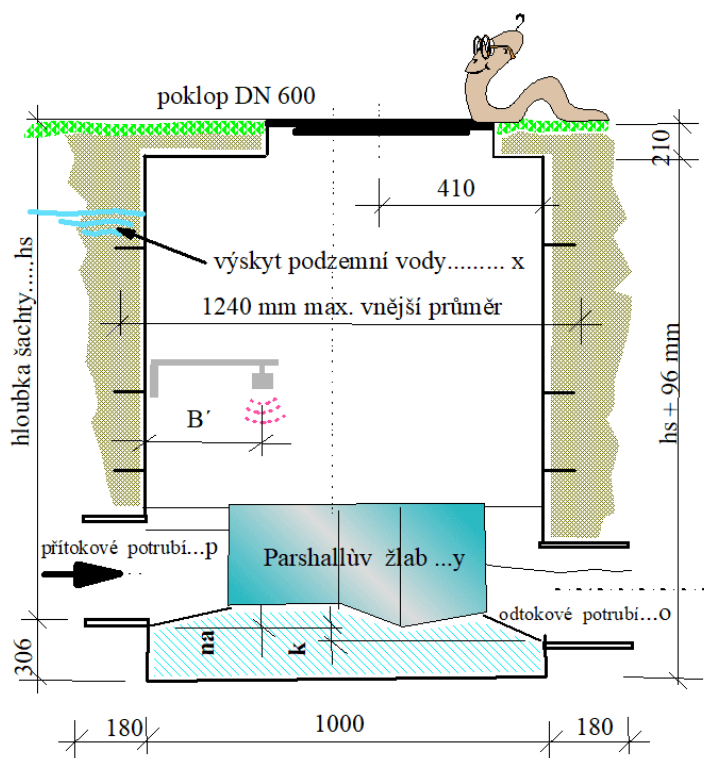 poklop DN 600
210
410
výskyt podzemní vody......... x
hloubka šachty.....hs
1240 mm max. vnější průměr
hs + 96 mm
B´
přítokové potrubí...p
Parshallùv žlab ...y
odtokové potrubí...o
na
k
306
180
1000
180